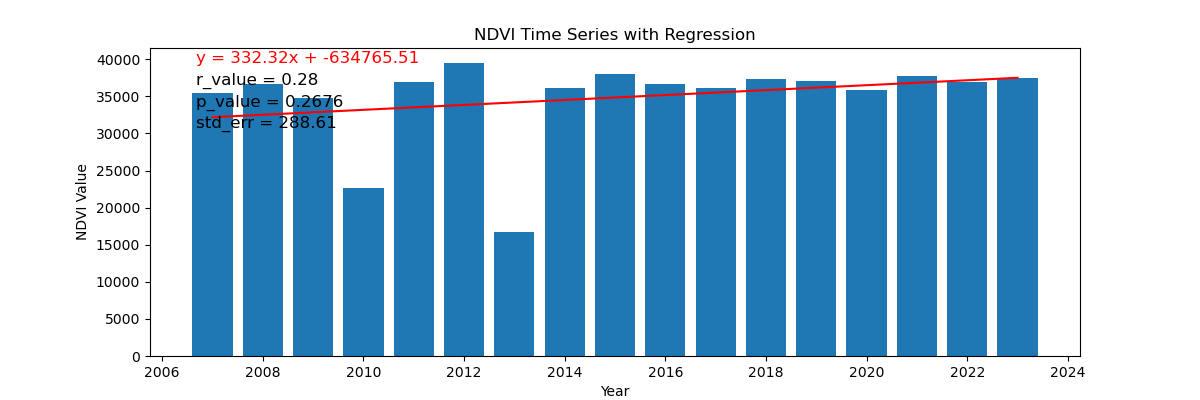 NDVI Time Series with Regression
y = 332.32x + -634765.51
r_value = 0.28
p_value = 0.2676
std_err = 288.61
40000
35000
30000
25000
20000
15000
10000
5000
0
NDVI Value
2006 2008 2010 2012 2014 2016 2018 2020 2022 2024
Year